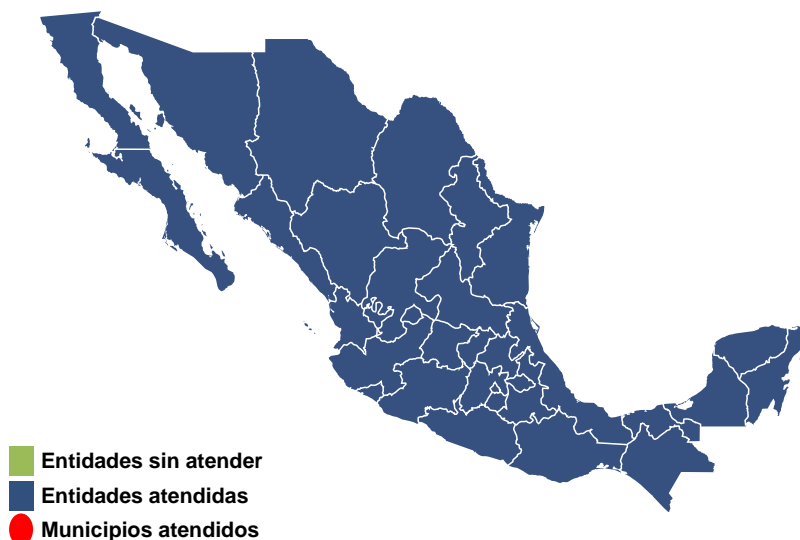 Entidades sin atender
Entidades atendidas
Municipios atendidos